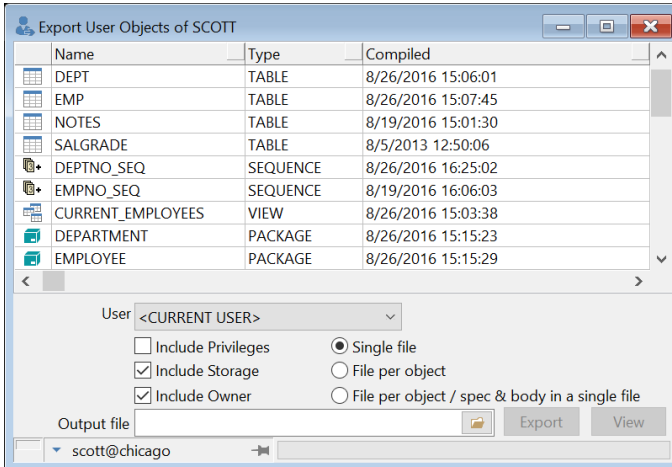 Export User Objects of SCOTT
Name Type Compiled
DEPT TABLE 8/26/2016 15:06:01
EMP TABLE 8/26/2016 15:07:45
NOTES TABLE 8/19/2016 15:01:30
SALGRADE TABLE 8/5/2013 12:50:06
DEPTNO_SEQ SEQUENCE 8/26/2016 16:25:02
EMPNO_SEQ SEQUENCE 8/19/2016 16:06:03
CURRENT_EMPLOYEES VIEW 8/26/2016 15:03:38
DEPARTMENT PACKAGE 8/26/2016 15:15:23
EMPLOYEE PACKAGE 8/26/2016 15:15:29
User <CURRENT USER>
Include Privileges Single file
Include Storage File per object
Include Owner File per object / spec & body in a single file
Output file Export View
scott@chicago